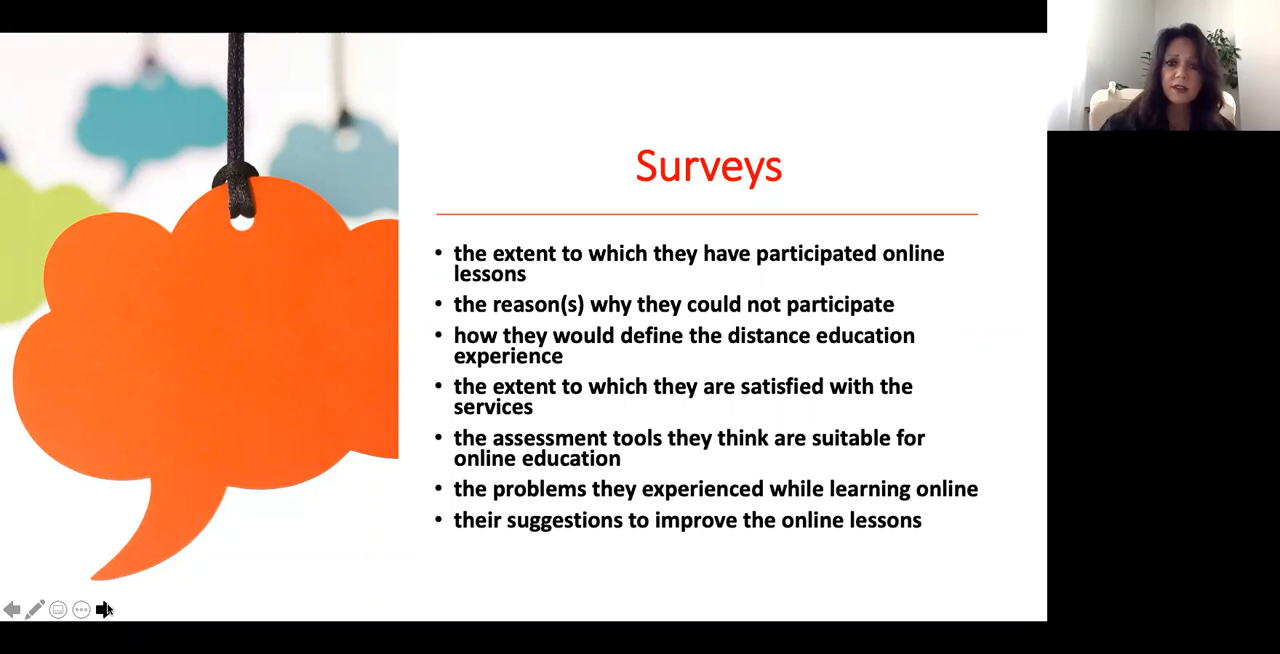 Surveys
• the extent to which they have participated online
lessons
• the reason(s) why they could not participate
• how they would define the distance education
experience
• the extent to which they are satisfied with the
services
• the assessment tools they think are suitable for
online education
• the problems they experienced while learning online
• their suggestions to improve the online lessons